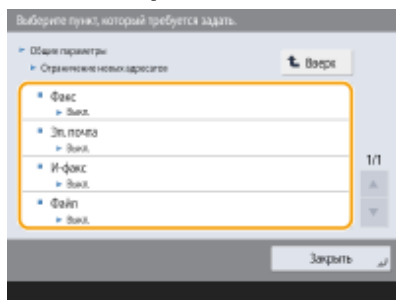 Выберите пункт, который требуется задать.
Общие параметры
Ограничение новых адресатов
Вверх
Факс
Выкл.
Эл. почта
Выкл.
И-факс
Выкл.
Файл
Выкл.
1/1
Закрыть